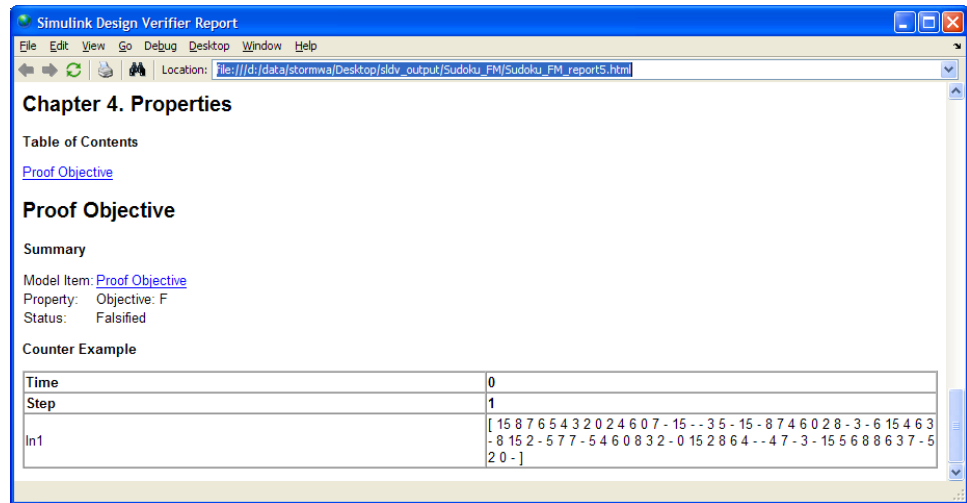 Simulink Design Verifier Report
File Edit View Go Debug Desktop Window Help
Location: file:///d:/data/stormwa/Desktop/sldv_output/Sudoku_FM/Sudoku_FM_report5.html
Chapter 4. Properties
Table of Contents
Proof Objective
Proof Objective
Summary
Model Item: Proof Objective
Property: Objective: F
Status: Falsified
Counter Example
Time 0
Step 1
In1 [ 15 8 7 6 5 4 3 2 0 2 4 6 0 7 - 15 - - 3 5 - 15 - 8 7 4 6 0 2 8 - 3 - 6 15 4 6 3
- 8 15 2 - 5 7 7 - 5 4 6 0 8 3 2 - 0 15 2 8 6 4 - - 4 7 - 3 - 15 5 6 8 8 6 3 7 - 5
2 0 - ]